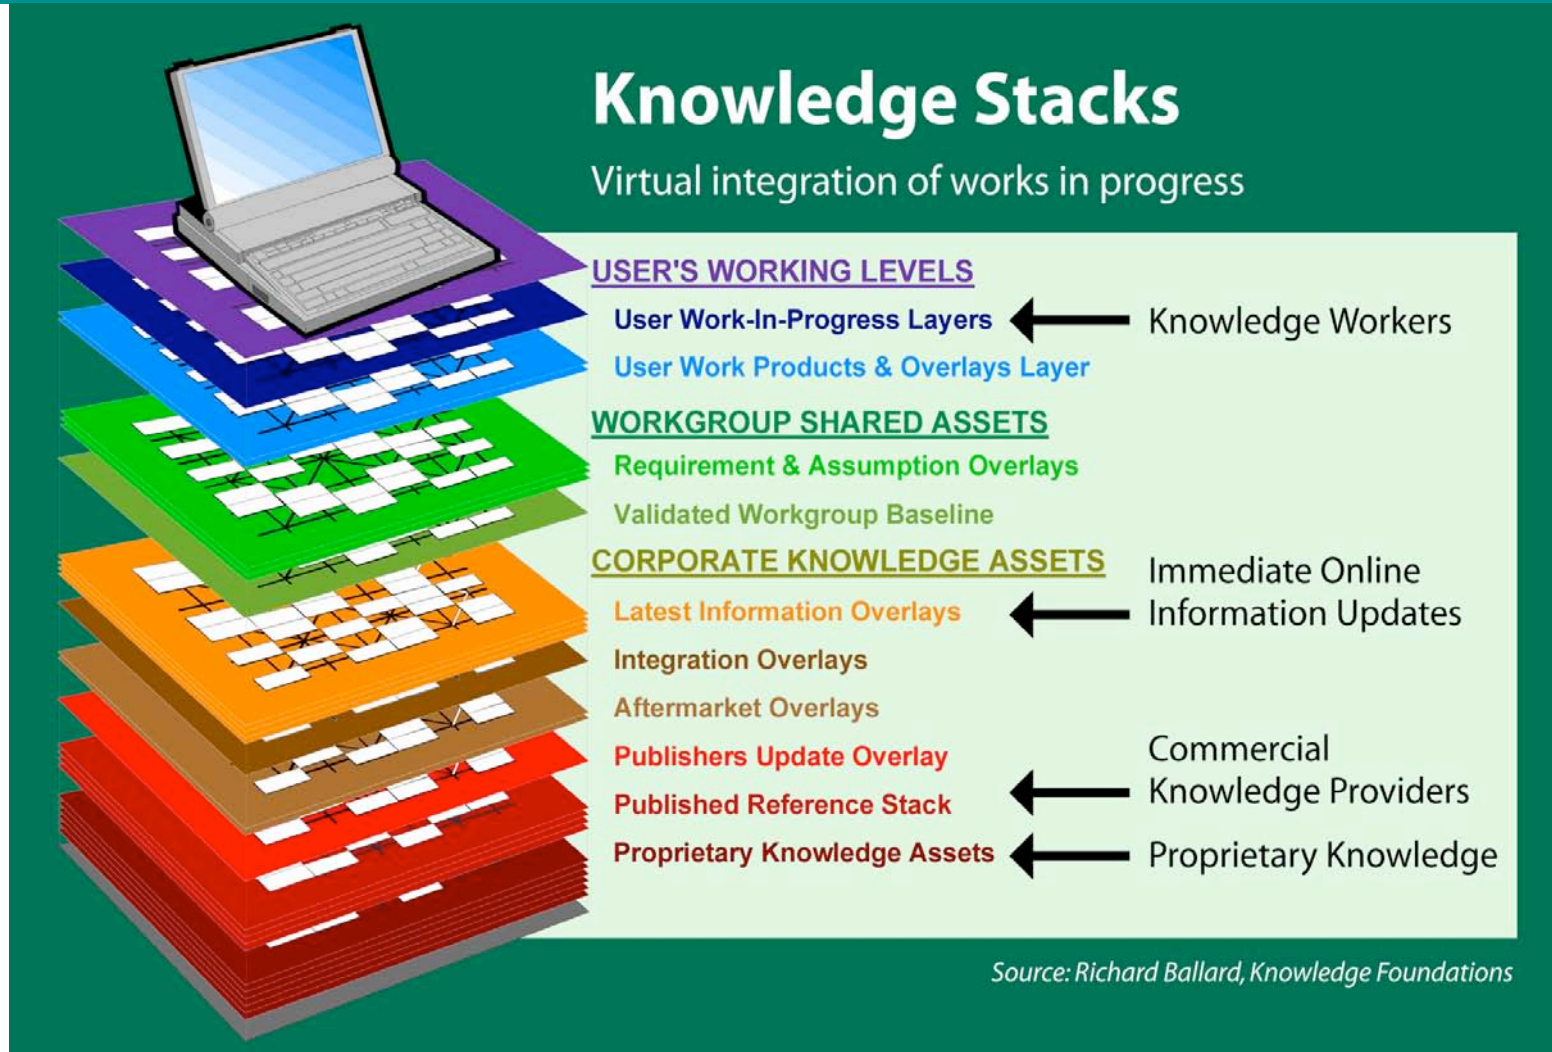 Knowledge Stacks
Virtual integration of works in progress
USER'S WORKING LEVELS
User Work-In-Progress Layers
Knowledge Workers
User Work Products & Overlays Layer
WORKGROUP SHARED ASSETS
Requirement & Assumption Overlays
Validated Workgroup Baseline
CORPORATE KNOWLEDGE ASSETS
Latest Information Overlays
Immediate Online
Information Updates
Integration Overlays
Aftermarket Overlays
Publishers Update Overlay
Published Reference Stack
Commercial
Knowledge Providers
Proprietary Knowledge Assets
Proprietary Knowledge
Source: Richard Ballard, Knowledge Foundations